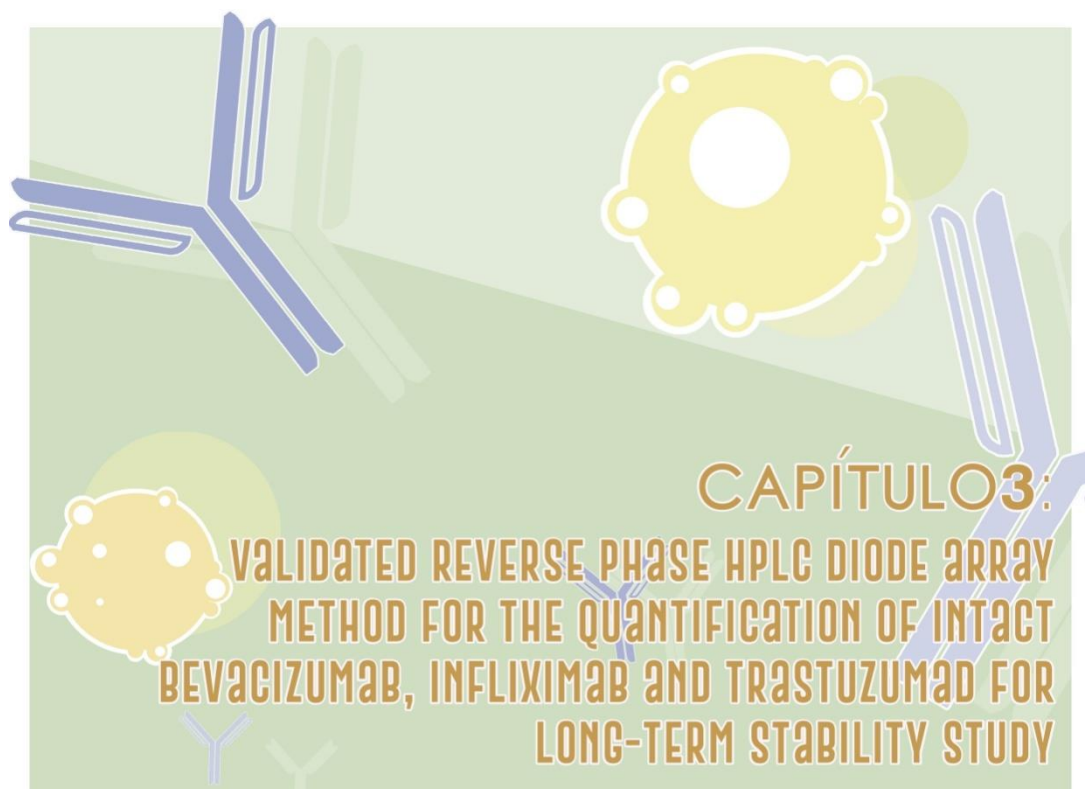 CAPÍTULO3:
VALIDATED REVERSE PHASE HPLC DIODE ARRAY
METHOD FOR THE QUANTIFICATION OF INTACT
BEVACIZUMAB, INFLIXIMAB AND TRASTUZUMAD FOR
LONG-TERM STABILITY STUDY